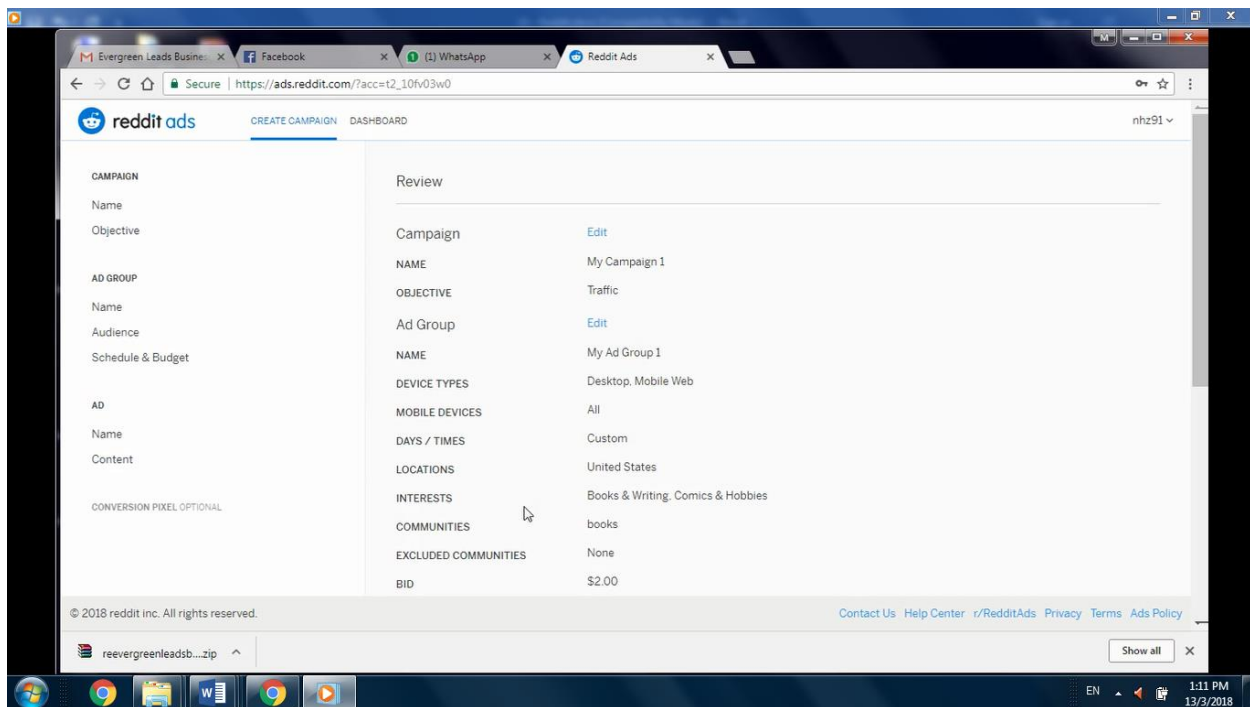 Evergreen Leads Busine
Facebook
(1) WhatsApp
Reddit Ads
M
Secure
https://ads.reddit.com/?acc=t2_10fv03w0
reddit ads
CREATE CAMPAIGN
DASHBOARD
nhz91
CAMPAIGN
Name
Objective
AD GROUP
Name
Audience
Schedule & Budget
AD
Name
Content
CONVERSION PIXEL OPTIONAL
Review
Campaign Edit
NAME My Campaign 1
OBJECTIVE Traffic
Ad Group Edit
NAME My Ad Group 1
DEVICE TYPES Desktop, Mobile Web
MOBILE DEVICES All
DAYS / TIMES Custom
LOCATIONS United States
INTERESTS Books & Writing, Comics & Hobbies
COMMUNITIES books
EXCLUDED COMMUNITIES None
BID $2.00
© 2018 reddit inc. All rights reserved.
Contact Us Help Center r/RedditAds Privacy Terms Ads Policy
reevergreenleadsb....zip
Show all
EN
1:11 PM
13/3/2018